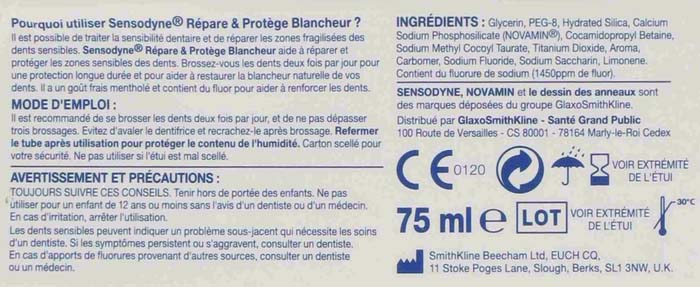 Pourquoi utiliser Sensodyne® Répare & Protège Blancheur ?
Il est possible de traiter la sensibilité dentaire et de réparer les zones fragilisées des
dents sensibles. Sensodyne® Répare & Protège Blancheur aide à réparer et
protéger les zones sensibles des dents. Brossez-vous les dents deux fois par jour pour
une protection longue durée et pour aider à restaurer la blancheur naturelle de vos
dents. Il a un goût frais mentholé et contient du fluor pour aider à renforcer les dents.
MODE D'EMPLOI :
Il est recommandé de se brosser les dents deux fois par jour, et de ne pas dépasser
trois brossages. Evitez d'avaler le dentifrice et recrachez-le après brossage. Refermer
le tube après utilisation pour protéger le contenu de l'humidité. Carton scellé pour
votre sécurité. Ne pas utiliser si l'étui est mal scellé.
AVERTISSEMENT ET PRÉCAUTIONS :
TOUJOURS SUIVRE CES CONSEILS. Tenir hors de portée des enfants. Ne pas
utiliser pour un enfant de 12 ans ou moins sans l'avis d'un dentiste ou d'un médecin.
En cas d'irritation, arrêter l'utilisation.
Les dents sensibles peuvent indiquer un problème sous-jacent qui nécessite les soins
d'un dentiste. Si les symptômes persistent ou s'aggravent, consulter un dentiste.
En cas d'apports de fluorures provenant d'autres sources, consulter un dentiste
ou un médecin.
INGRÉDIENTS : Glycerin, PEG-8, Hydrated Silica, Calcium
Sodium Phosphosilicate (NOVAMIN®), Cocamidopropyl Betaine,
Sodium Methyl Cocoyl Taurate, Titanium Dioxide, Aroma,
Carbomer, Sodium Fluoride, Sodium Saccharin, Limonene.
Contient du fluorure de sodium (1450ppm de fluor).
SENSODYNE, NOVAMIN et le dessin des anneaux sont
des marques déposées du groupe GlaxoSmithKline.
Distribué par GlaxoSmithKline - Santé Grand Public
100 Route de Versailles - CS 80001 - 78164 Marly-le-Roi Cedex
CE 0120
VOIR EXTRÉMITÉ
DE L'ÉTUI
75 ml e
LOT
VOIR EXTRÉMITÉ
DE L'ÉTUI
30°C
SmithKline Beecham Ltd, EUCH CQ,
11 Stoke Poges Lane, Slough, Berks, SL1 3NW, U.K.